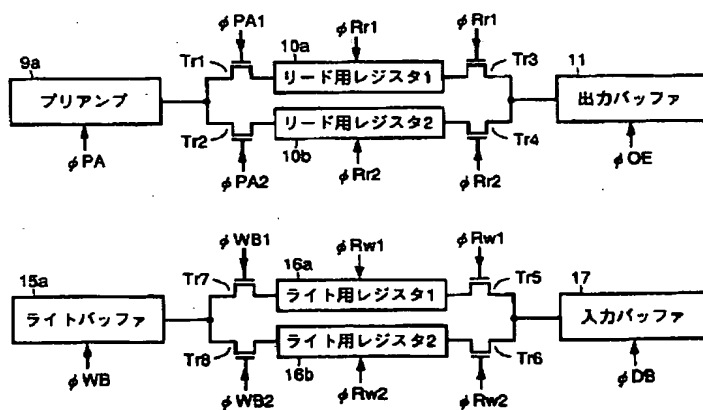 φPA1
φRr1
φRr1
9a
Tr1
10a
Tr3
11
プリアンプ
リード用レジスタ1
出力バッファ
Tr2
リード用レジスタ2
Tr4
φPA
10b
φOE
φPA2
φRr2
φRr2
φWB1
φRw1
φRw1
15a
Tr7
16a
Tr5
17
ライトバッファ
ライト用レジスタ1
入力バッファ
Tr8
ライト用レジスタ2
Tr6
φWB
16b
φDB
φWB2
φRw2
φRw2